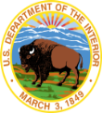 U.S. DEPARTMENT OF THE INTERIOR
MARCH 3, 1849